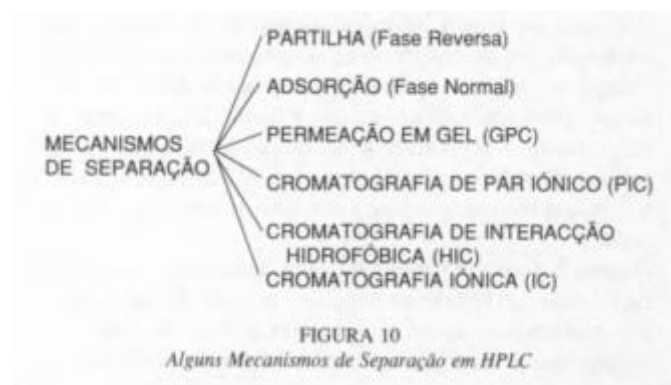 PARTILHA (Fase Reversa)
ADSORÇÃO (Fase Normal)
PERMEAÇÃO EM GEL (GPC)
MECANISMOS
DE SEPARAÇÃO
CROMATOGRAFIA DE PAR IÓNICO (PIC)
CROMATOGRAFIA DE INTERACÇÃO
HIDROFÓBICA (HIC)
CROMATOGRAFIA IÓNICA (IC)
FIGURA 10
Alguns Mecanismos de Separação em HPLC